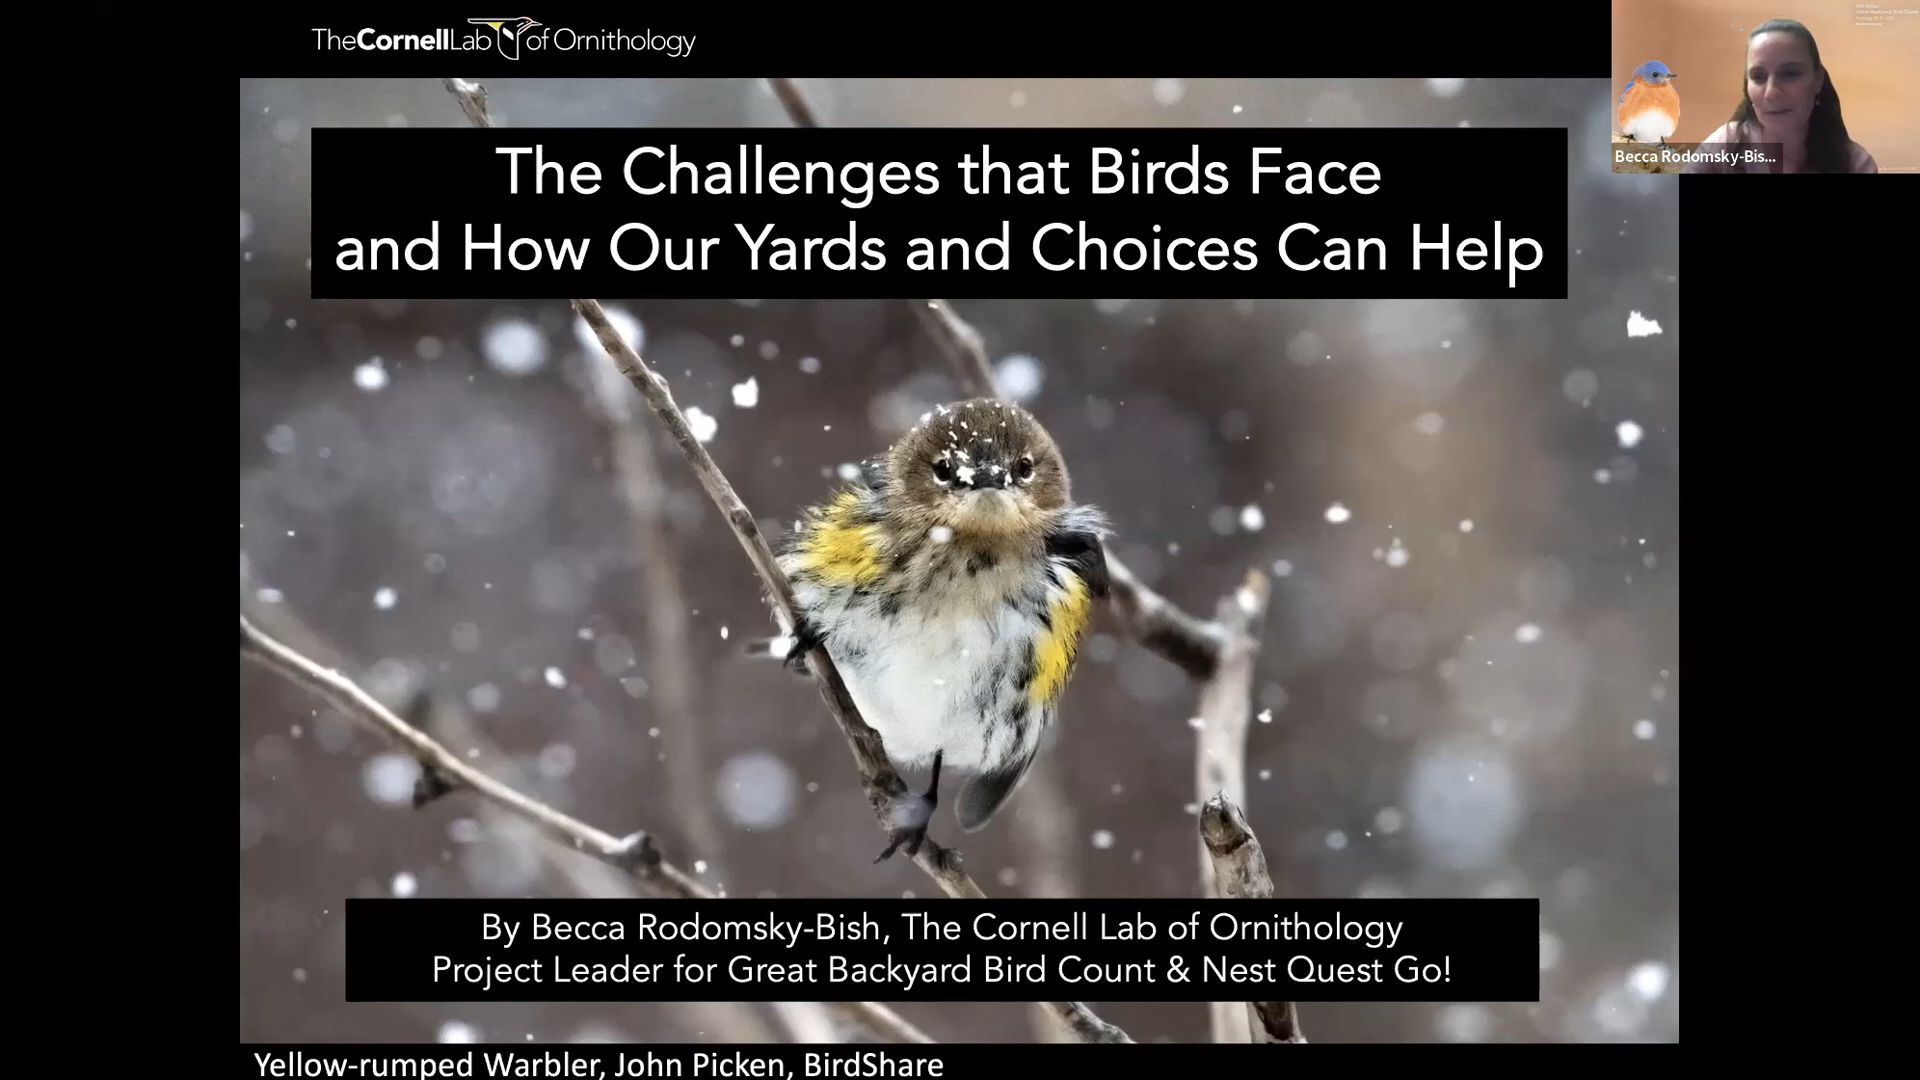 TheCornellLab of Ornithology
The Challenges that Birds Face
and How Our Yards and Choices Can Help
Becca Rodomsky-Bis...
By Becca Rodomsky-Bish, The Cornell Lab of Ornithology
Project Leader for Great Backyard Bird Count & Nest Quest Go!
Yellow-rumped Warbler, John Picken, BirdShare